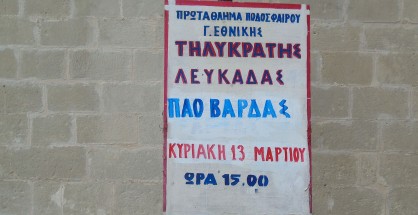 ΠΡΩΤΑΘΛΗΜΑ ΠΟΔΟΣΦΑΙΡΟΥ
Γ. ΕΘΝΙΚΗΣ
ΤΗΛΥΚΡΑΤΗΣ
ΛΕΥΚΑΔΑΣ
ΠΑΟ ΒΑΡΔΑΣ
ΚΥΡΙΑΚΗ 13 ΜΑΡΤΙΟΥ
ΩΡΑ 15.00